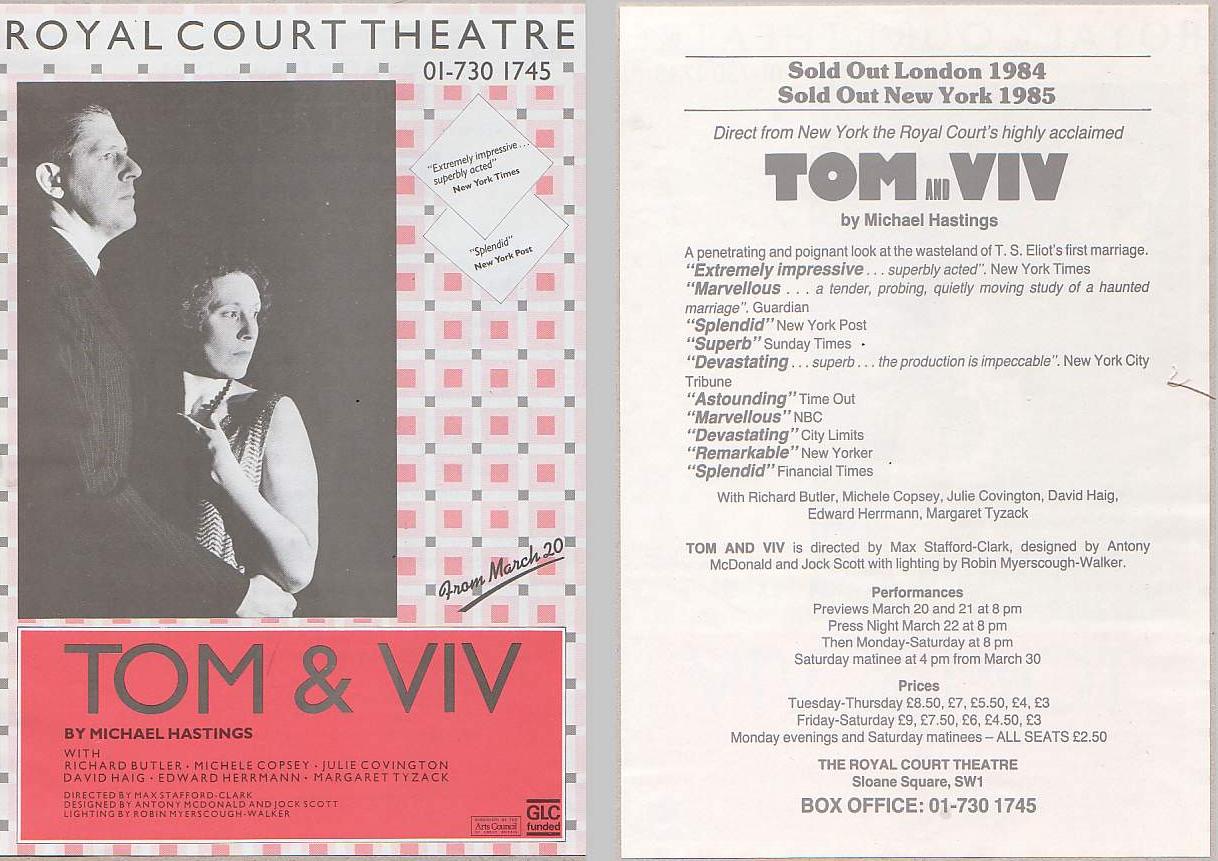 ROYAL COURT THEATRE
01-730 1745
"Extremely impressive...
superbly acted"
New York Times
"Splendid"
New York Post
From March 20
TOM & VIV
BY MICHAEL HASTINGS
WITH
RICHARD BUTLER · MICHELE COPSEY · JULIE COVINGTON
DAVID HAIG · EDWARD HERRMANN · MARGARET TYZACK
DIRECTED BY MAX STAFFORD-CLARK
DESIGNED BY ANTONY MCDONALD AND JOCK SCOTT
LIGHTING BY ROBIN MYERSCOUGH-WALKER
Arts Council
GLC
funded
Sold Out London 1984
Sold Out New York 1985
Direct from New York the Royal Court's highly acclaimed
TOM AND VIV
by Michael Hastings
A penetrating and poignant look at the wasteland of T. S. Eliot's first marriage.
"Extremely impressive ... superbly acted". New York Times
"Marvellous ... a tender, probing, quietly moving study of a haunted
marriage". Guardian
"Splendid" New York Post
"Superb" Sunday Times
"Devastating ... superb ... the production is impeccable". New York City
Tribune
"Astounding" Time Out
"Marvellous" NBC
"Devastating" City Limits
"Remarkable" New Yorker
"Splendid" Financial Times
With Richard Butler, Michele Copsey, Julie Covington, David Haig,
Edward Herrmann, Margaret Tyzack
TOM AND VIV is directed by Max Stafford-Clark, designed by Antony
McDonald and Jock Scott with lighting by Robin Myerscough-Walker.
Performances
Previews March 20 and 21 at 8 pm
Press Night March 22 at 8 pm
Then Monday-Saturday at 8 pm
Saturday matinee at 4 pm from March 30
Prices
Tuesday-Thursday £8.50, £7, £5.50, £4, £3
Friday-Saturday £9, £7.50, £6, £4.50, £3
Monday evenings and Saturday matinees – ALL SEATS £2.50
THE ROYAL COURT THEATRE
Sloane Square, SW1
BOX OFFICE: 01-730 1745